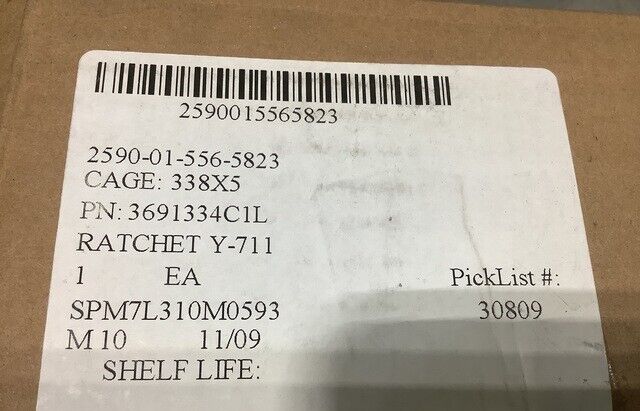 2590015565823
2590-01-556-5823
CAGE: 338X5
PN: 3691334C1L
RATCHET Y-711
1 EA PickList #:
SPM7L310M0593 30809
M 10 11/09
SHELF LIFE: